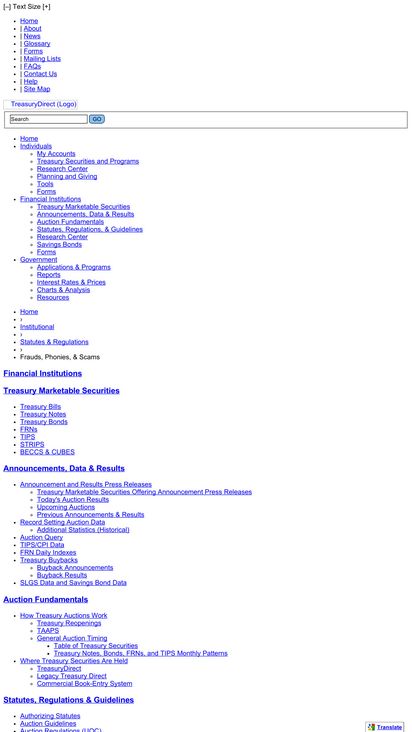 [–] Text Size [+]
Home
| About
| News
| Glossary
| Forms
| Mailing Lists
| FAQs
| Contact Us
| Help
| Site Map
TreasuryDirect (Logo)
Search GO
Home
Individuals
My Accounts
Treasury Securities and Programs
Research Center
Planning and Giving
Tools
Forms
Financial Institutions
Treasury Marketable Securities
Announcements, Data & Results
Auction Fundamentals
Statutes, Regulations, & Guidelines
Research Center
Savings Bonds
Forms
Government
Applications & Programs
Reports
Interest Rates & Prices
Charts & Analysis
Resources
Home
›
Institutional
›
Statutes & Regulations
›
Frauds, Phonies, & Scams
Financial Institutions
Treasury Marketable Securities
Treasury Bills
Treasury Notes
Treasury Bonds
FRNs
TIPS
STRIPS
BECCS & CUBES
Announcements, Data & Results
Announcement and Results Press Releases
Treasury Marketable Securities Offering Announcement Press Releases
Today's Auction Results
Upcoming Auctions
Previous Announcements & Results
Record Setting Auction Data
Additional Statistics (Historical)
Auction Query
TIPS/CPI Data
FRN Daily Indexes
Treasury Buybacks
Buyback Announcements
Buyback Results
SLGS Data and Savings Bond Data
Auction Fundamentals
How Treasury Auctions Work
Treasury Reopenings
TAAPS
General Auction Timing
Table of Treasury Securities
Treasury Notes, Bonds, FRNs, and TIPS Monthly Patterns
Where Treasury Securities Are Held
TreasuryDirect
Legacy Treasury Direct
Commercial Book-Entry System
Statutes, Regulations & Guidelines
Authorizing Statutes
Auction Guidelines
Auction Regulations (UOC)
Translate